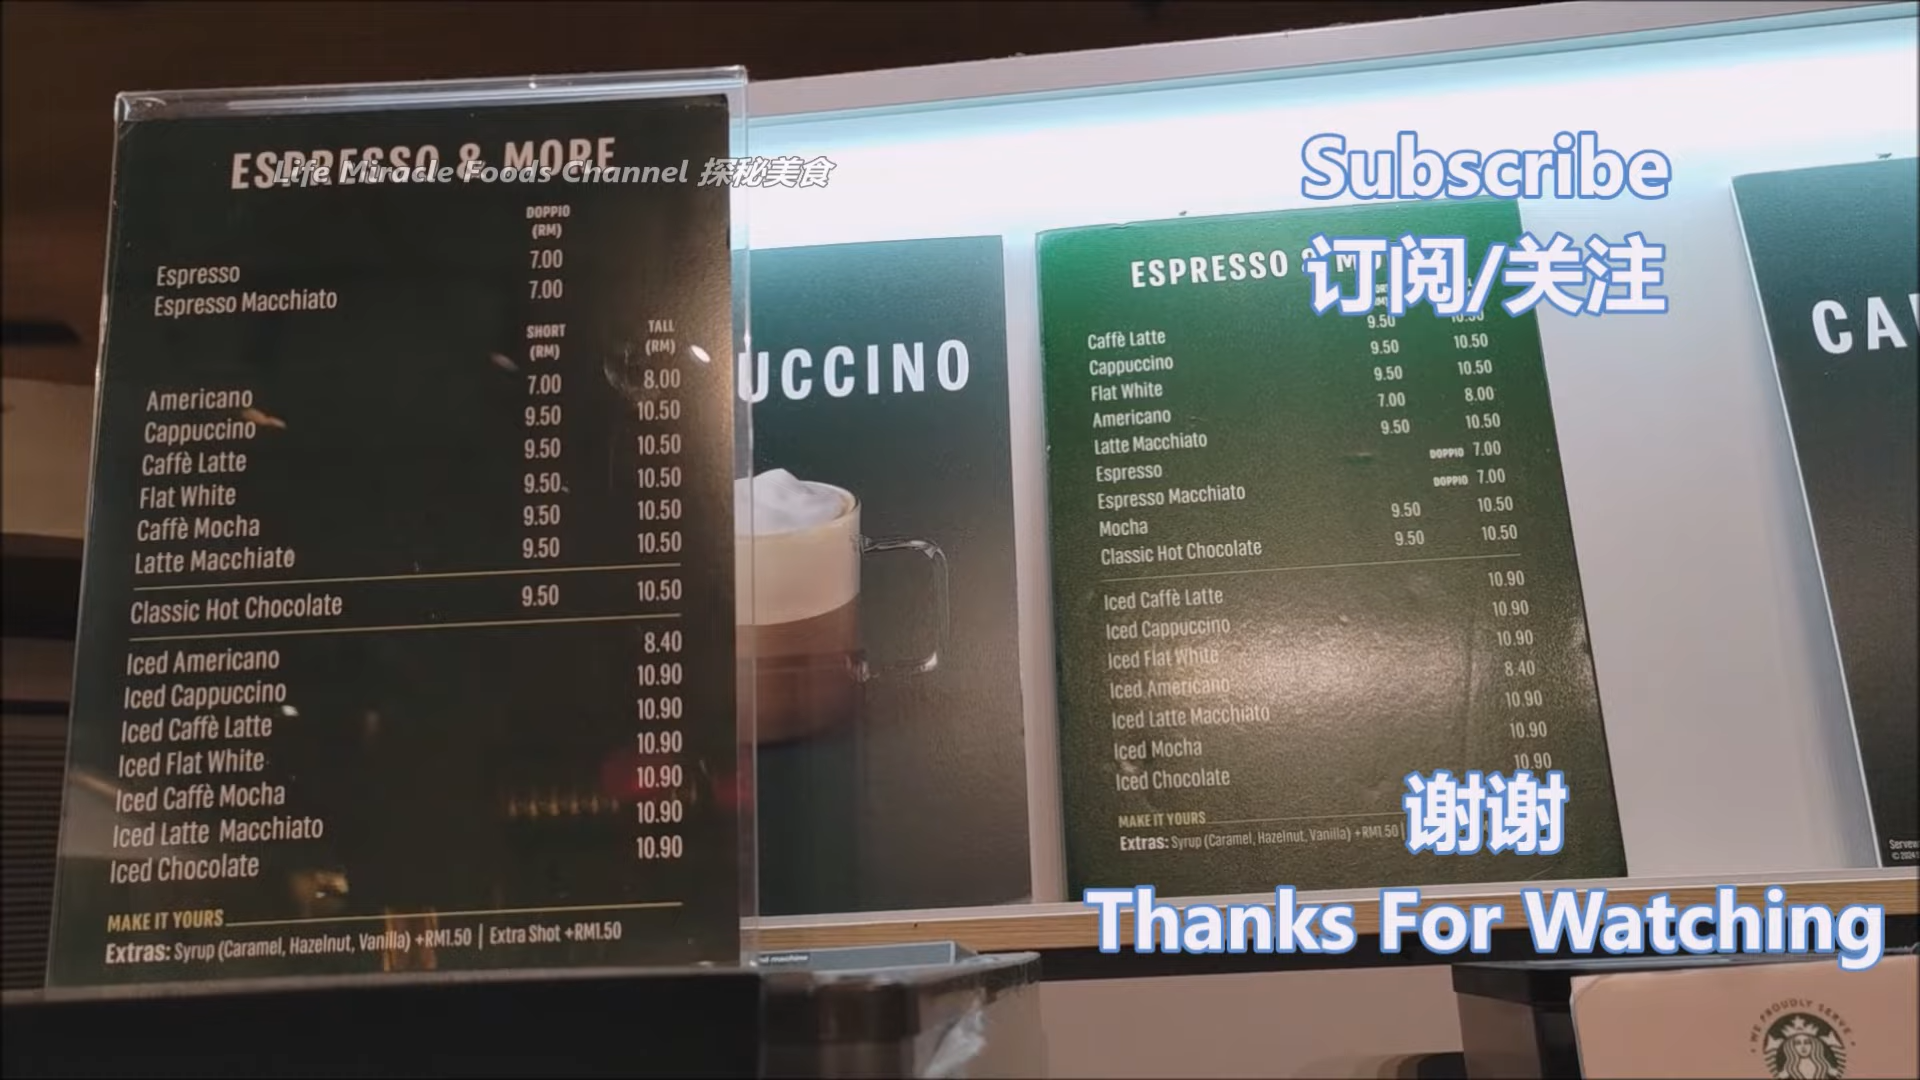 ESPRESSO & MORE
Life Miracle Foods Channel 探秘美食
DOPPIO
(RM)
Espresso 7.00
Espresso Macchiato 7.00
SHORT TALL
(RM) (RM)
Americano 7.00 8.00
Cappuccino 9.50 10.50
Caffè Latte 9.50 10.50
Flat White 9.50 10.50
Caffè Mocha 9.50 10.50
Latte Macchiato 9.50 10.50
Classic Hot Chocolate 9.50 10.50
Iced Americano 8.40
Iced Cappuccino 10.90
Iced Caffè Latte 10.90
Iced Flat White 10.90
Iced Caffè Mocha 10.90
Iced Latte Macchiato 10.90
Iced Chocolate 10.90
MAKE IT YOURS
Extras: Syrup (Caramel, Hazelnut, Vanilla) +RM1.50 | Extra Shot +RM1.50
UCCINO
Subscribe
订阅/关注
ESPRESSO
Caffè Latte 9.50 10.50
Cappuccino 9.50 10.50
Flat White 9.50 10.50
Americano 7.00 8.00
Latte Macchiato 9.50 10.50
Espresso DOPPIO 7.00
Espresso Macchiato DOPPIO 7.00
Mocha 9.50 10.50
Classic Hot Chocolate 9.50 10.50
Iced Caffè Latte 10.90
Iced Cappuccino 10.90
Iced Flat White 10.90
Iced Americano 8.40
Iced Latte Macchiato 10.90
Iced Mocha 10.90
Iced Chocolate 10.90
MAKE IT YOURS
Extras: Syrup (Caramel, Hazelnut, Vanilla) +RM1.50 |
谢谢
Thanks For Watching
CA
WE PROUDLY SERVE